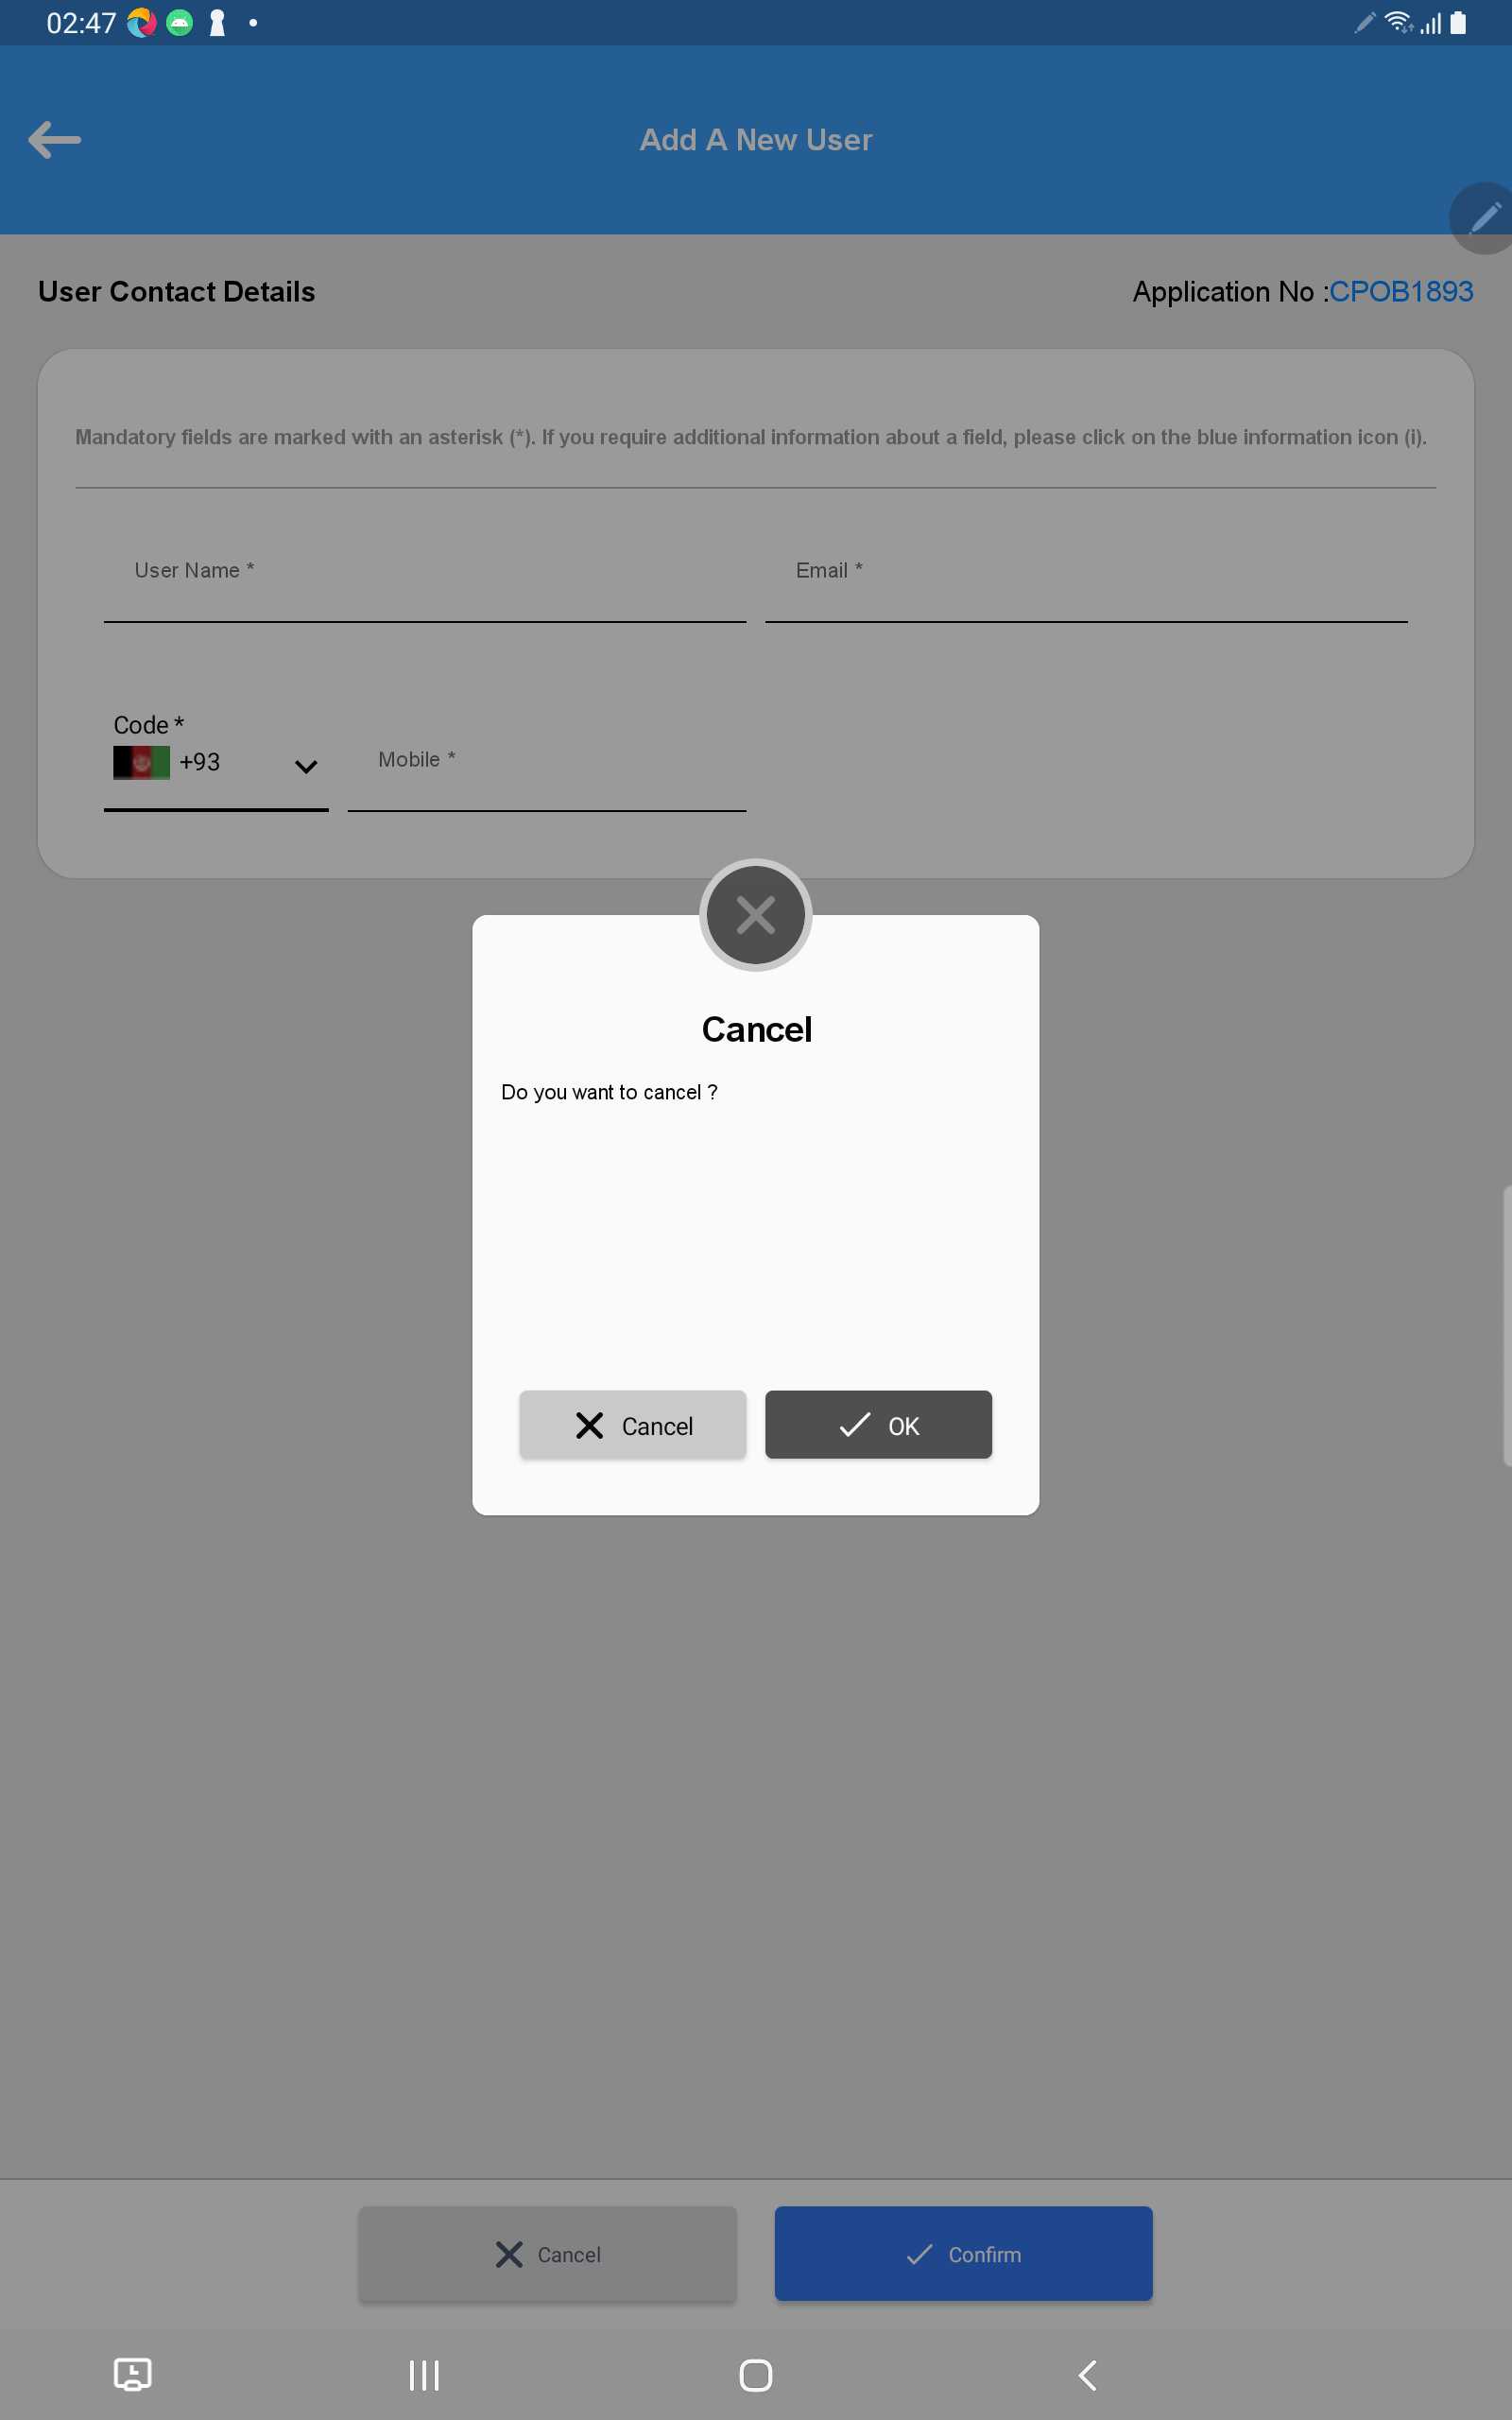 02:47
Add A New User
User Contact Details
Application No :CPOB1893
Mandatory fields are marked with an asterisk (*). If you require additional information about a field, please click on the blue information icon (i).
User Name *
Email *
Code *
+93
Mobile *
Cancel
Do you want to cancel ?
Cancel
OK
Cancel
Confirm